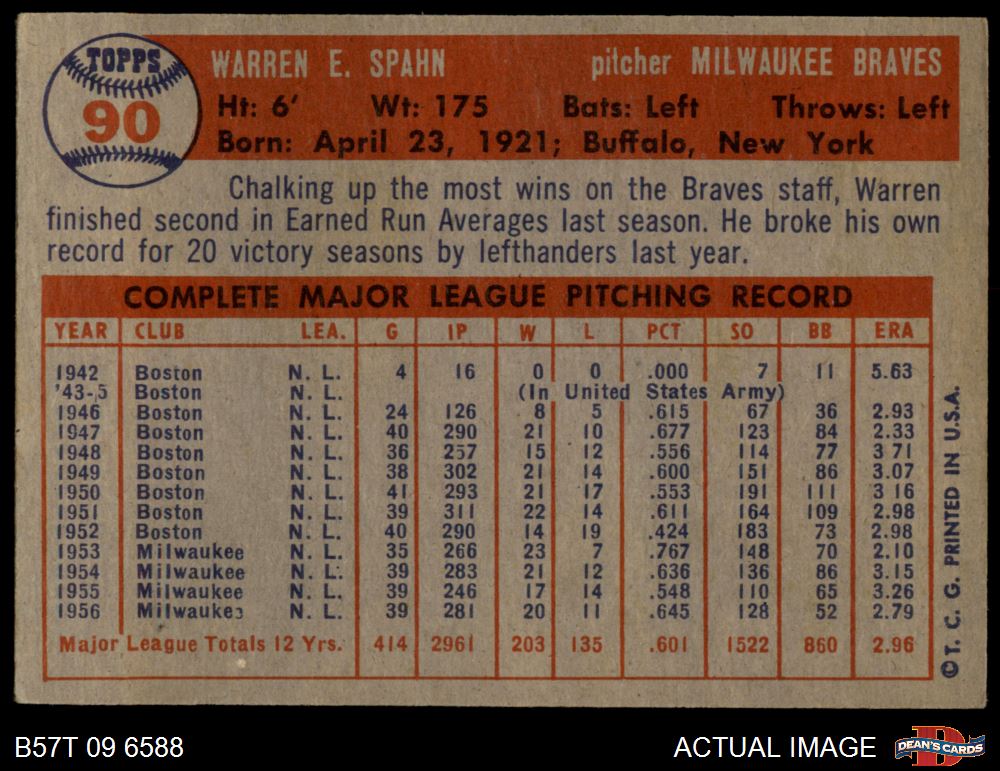 TOPPS
90
WARREN E. SPAHN pitcher MILWAUKEE BRAVES
Ht: 6' Wt: 175 Bats: Left Throws: Left
Born: April 23, 1921; Buffalo, New York
Chalking up the most wins on the Braves staff, Warren
finished second in Earned Run Averages last season. He broke his own
record for 20 victory seasons by lefthanders last year.
COMPLETE MAJOR LEAGUE PITCHING RECORD
YEAR CLUB LEA. G IP W L PCT SO BB ERA
1942 Boston N. L. 4 16 0 0 .000 7 11 5.63
'43-5 Boston N. L. (In United States Army)
1946 Boston N. L. 24 126 8 5 .615 67 36 2.93
1947 Boston N. L. 40 290 21 10 .677 123 84 2.33
1948 Boston N. L. 36 257 15 12 .556 114 77 3 71
1949 Boston N. L. 38 302 21 14 .600 151 86 3.07
1950 Boston N. L. 41 293 21 17 .553 191 111 3 16
1951 Boston N. L. 39 311 22 14 .611 164 109 2.98
1952 Boston N. L. 40 290 14 19 .424 183 73 2.98
1953 Milwaukee N. L. 35 266 23 7 .767 148 70 2.10
1954 Milwaukee N. L. 39 283 21 12 .636 136 86 3.15
1955 Milwaukee N. L. 39 246 17 14 .548 110 65 3.26
1956 Milwaukee N. L. 39 281 20 11 .645 128 52 2.79
Major League Totals 12 Yrs. 414 2961 203 135 .601 1522 860 2.96
©T. C. G. PRINTED IN U.S.A.
B57T 09 6588
ACTUAL IMAGE
DEAN'S CARDS